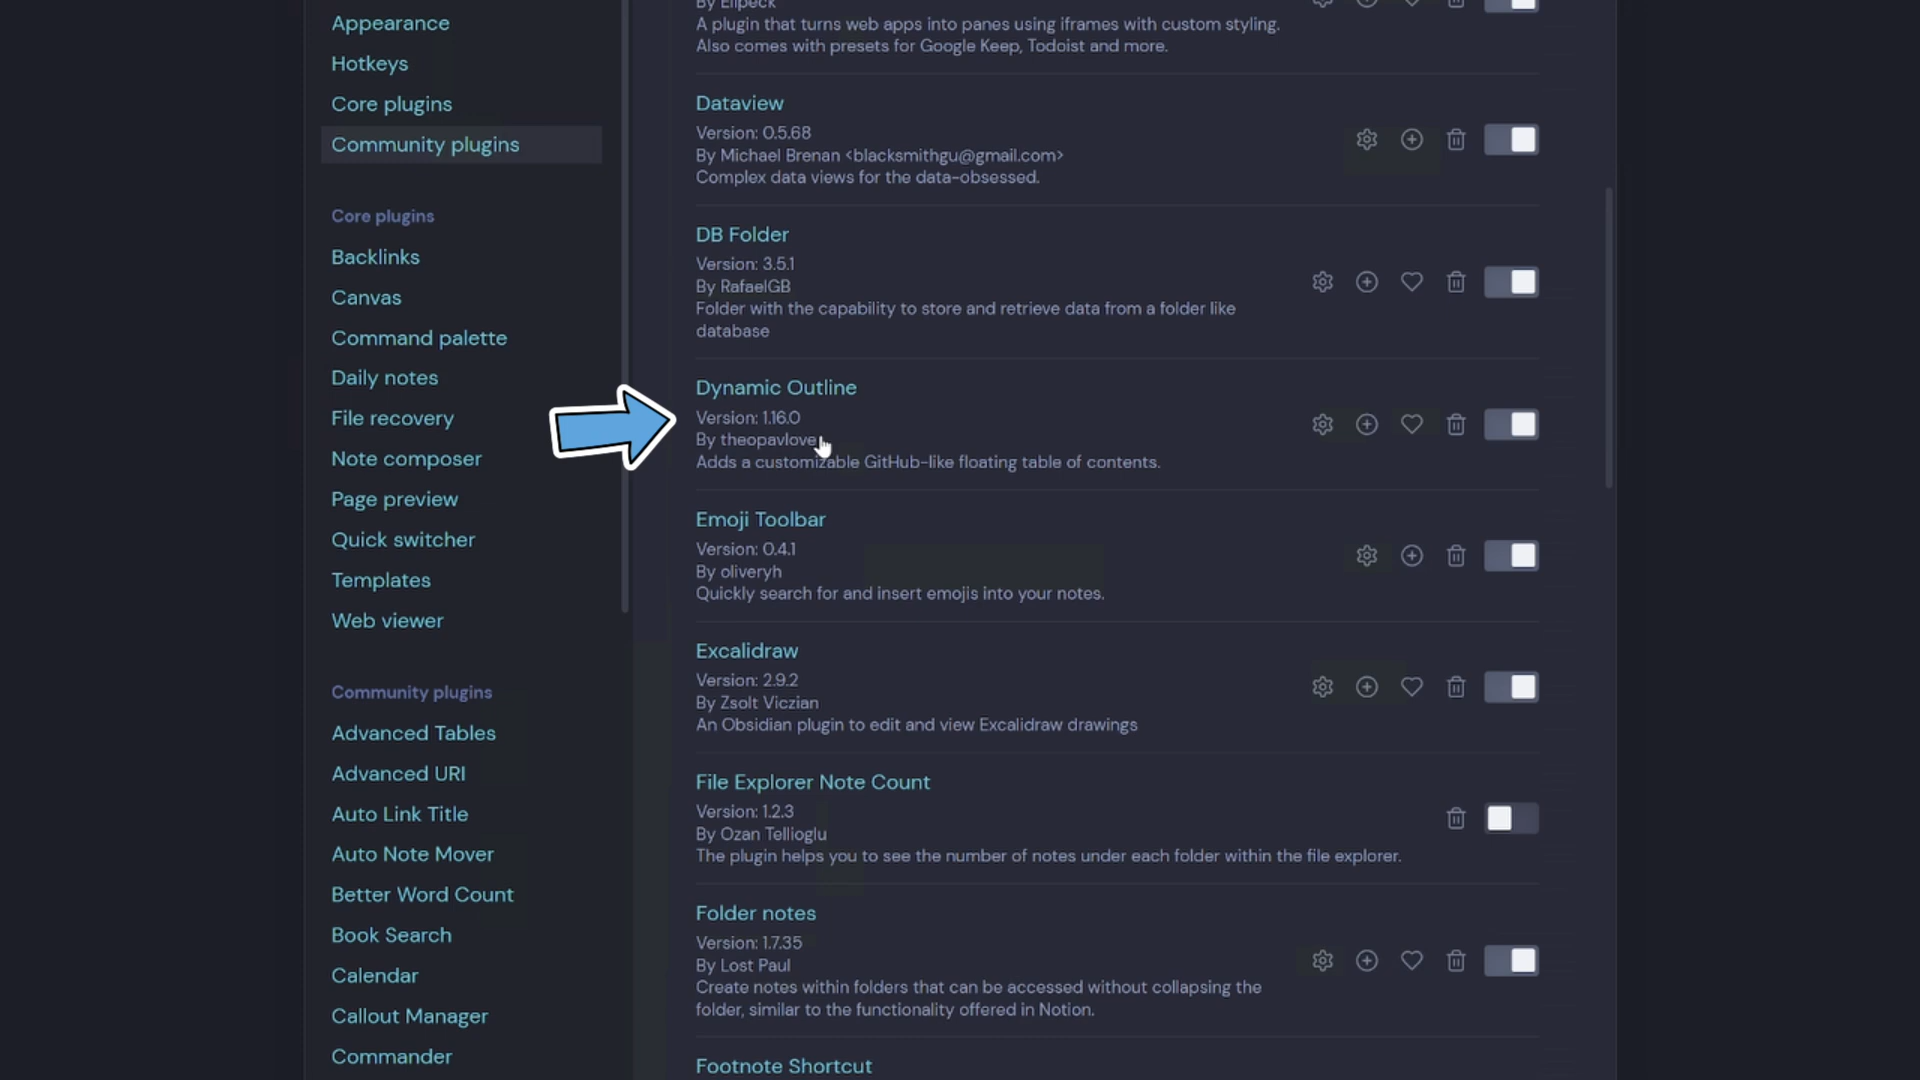 Appearance
Hotkeys
Core plugins
Community plugins
Core plugins
Backlinks
Canvas
Command palette
Daily notes
File recovery
Note composer
Page preview
Quick switcher
Templates
Web viewer
Community plugins
Advanced Tables
Advanced URI
Auto Link Title
Auto Note Mover
Better Word Count
Book Search
Calendar
Callout Manager
Commander
By Ellpeck
A plugin that turns web apps into panes using iframes with custom styling.
Also comes with presets for Google Keep, Todoist and more.
Dataview
Version: 0.5.68
By Michael Brenan <blacksmithgu@gmail.com>
Complex data views for the data-obsessed.
DB Folder
Version: 3.5.1
By RafaelGB
Folder with the capability to store and retrieve data from a folder like
database
Dynamic Outline
Version: 1.16.0
By theopavlove
Adds a customizable GitHub-like floating table of contents.
Emoji Toolbar
Version: 0.4.1
By oliveryh
Quickly search for and insert emojis into your notes.
Excalidraw
Version: 2.9.2
By Zsolt Viczian
An Obsidian plugin to edit and view Excalidraw drawings
File Explorer Note Count
Version: 1.2.3
By Ozan Tellioglu
The plugin helps you to see the number of notes under each folder within the file explorer.
Folder notes
Version: 1.7.35
By Lost Paul
Create notes within folders that can be accessed without collapsing the
folder, similar to the functionality offered in Notion.
Footnote Shortcut